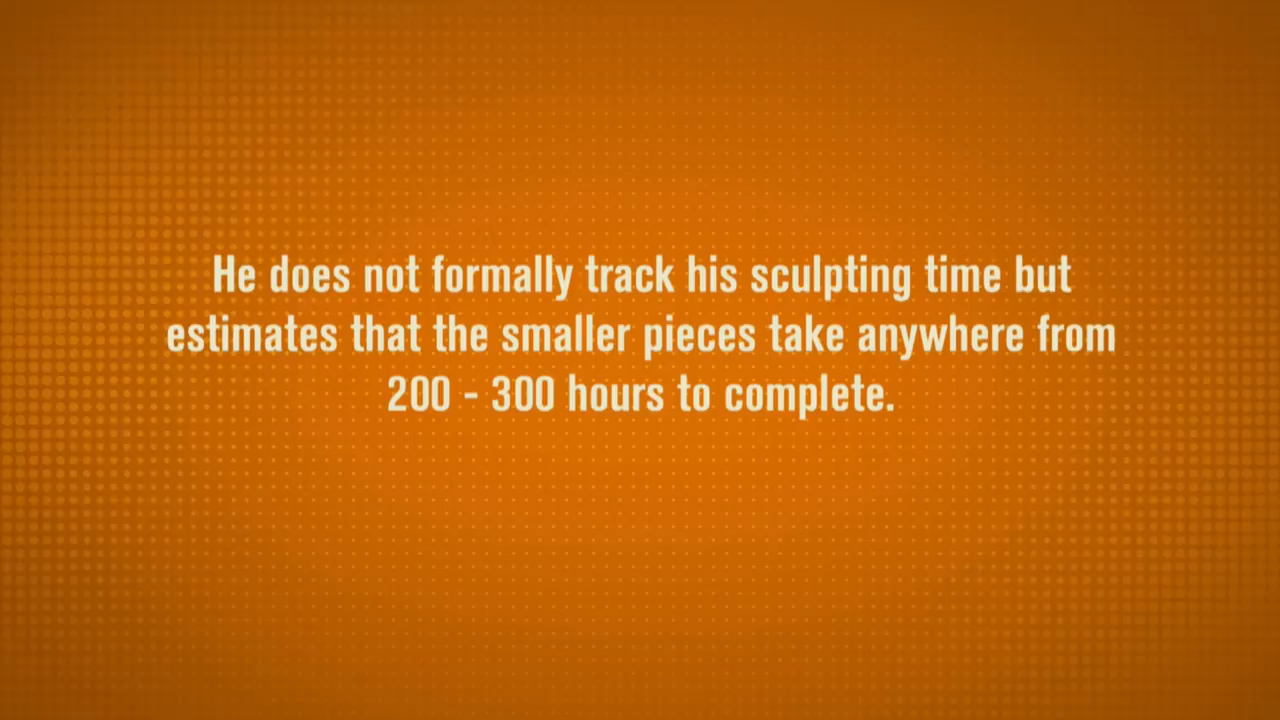 He does not formally track his sculpting time but
estimates that the smaller pieces take anywhere from
200 - 300 hours to complete.